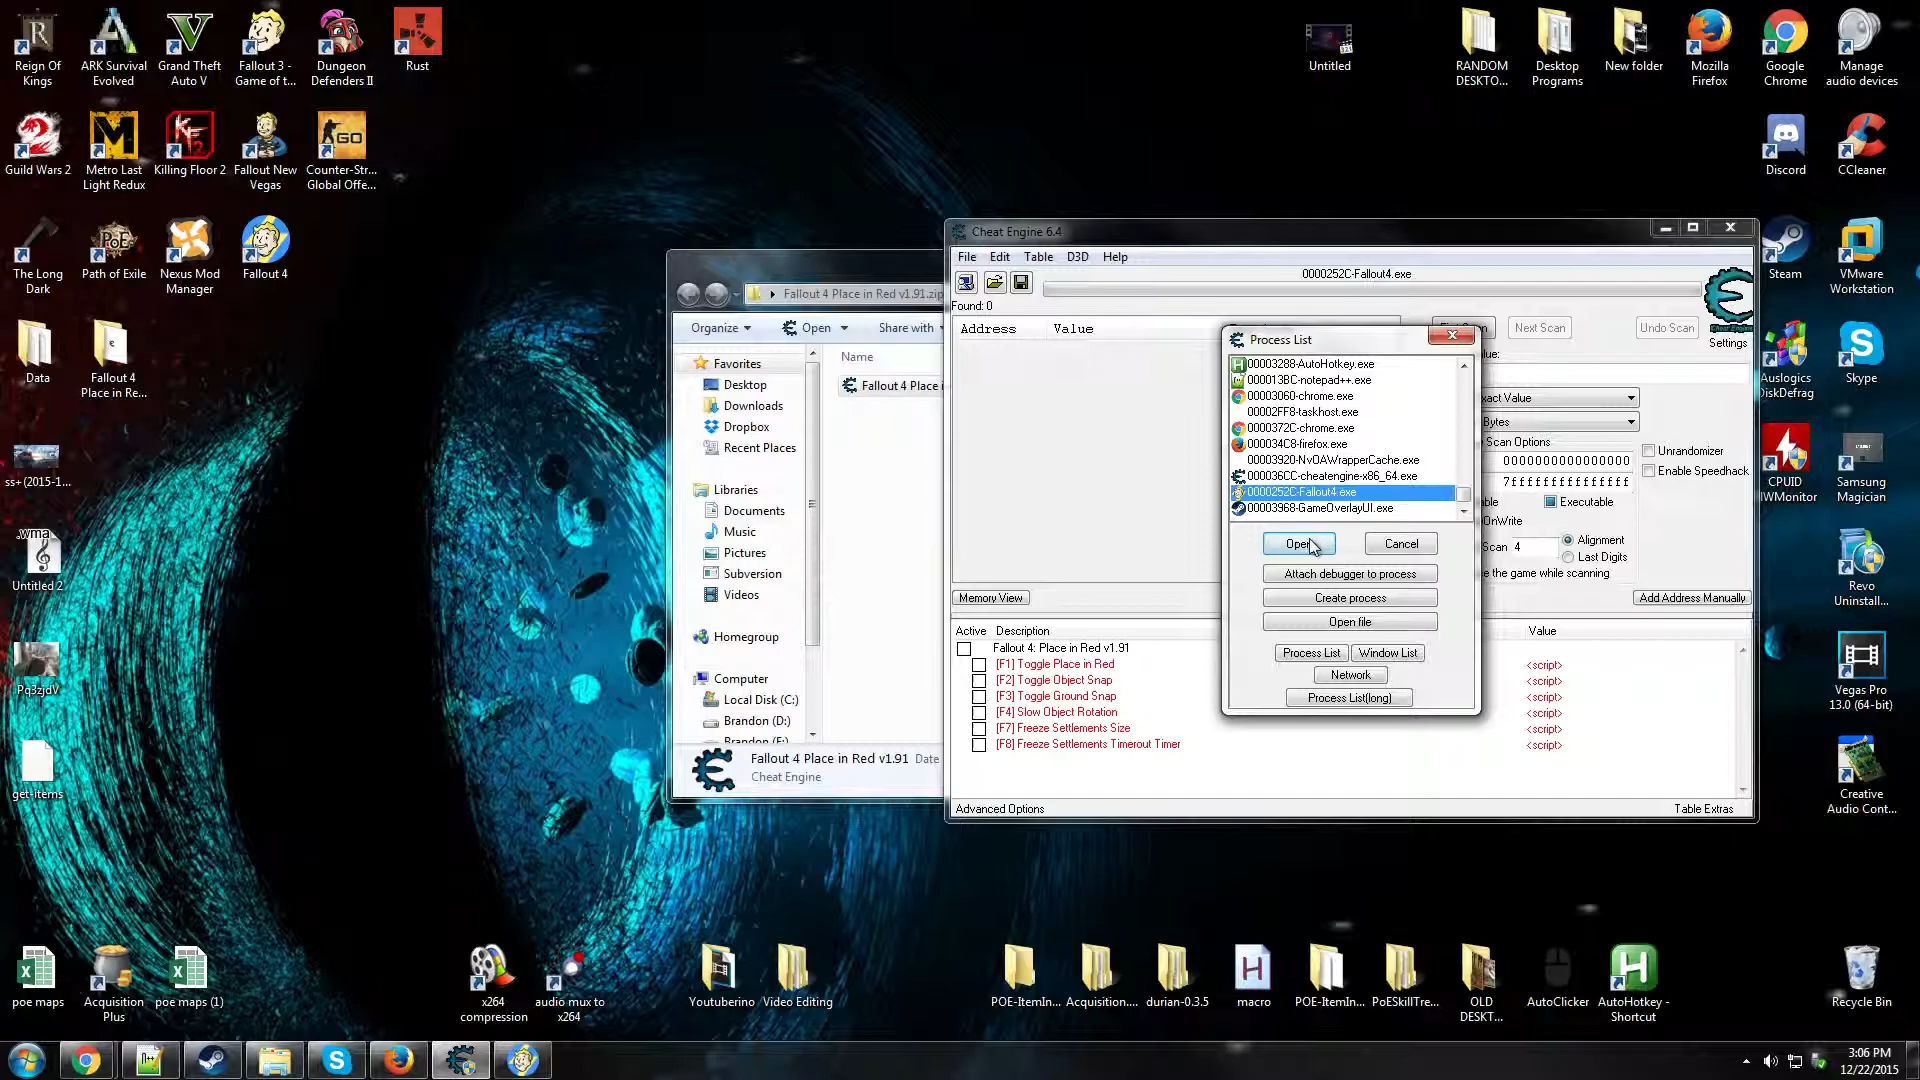 Reign Of
Kings
ARK Survival
Evolved
Grand Theft
Auto V
Fallout 3 -
Game of t...
Dungeon
Defenders II
Rust
Untitled
RANDOM
DESKTO...
Desktop
Programs
New folder
Mozilla
Firefox
Google
Chrome
Manage
audio devices
Guild Wars 2
Metro Last
Light Redux
Killing Floor 2
Fallout New
Vegas
Counter-Str...
Global Offe...
Discord
CCleaner
The Long
Dark
Path of Exile
Nexus Mod
Manager
Fallout 4
Steam
VMware
Workstation
Data
Fallout 4
Place in Re...
Auslogics
DiskDefrag
Skype
ss+(2015-1...
CPUID
HWMonitor
Samsung
Magician
.wma
Untitled 2
Revo
Uninstall...
Pq3zjdV
Vegas Pro
13.0 (64-bit)
get-items
Creative
Audio Cont...
Fallout 4 Place in Red v1.91.zip
Organize
Open
Share with
Favorites
Desktop
Downloads
Dropbox
Recent Places
Libraries
Documents
Music
Pictures
Subversion
Videos
Homegroup
Computer
Local Disk (C:)
Brandon (D:)
Brandon (E:)
Name
Fallout 4 Place i
Fallout 4 Place in Red v1.91 Date
Cheat Engine
Cheat Engine 6.4
File Edit Table D3D Help
0000252C-Fallout4.exe
Found: 0
Address Value
Next Scan
Undo Scan
Settings
alue:
xact Value
Bytes
Scan Options
Unrandomizer
0000000000000000
Enable Speedhack
7fffffffffffffff
able
Executable
OnWrite
Scan 4
Alignment
Last Digits
e the game while scanning
Memory View
Add Address Manually
Process List
00003288-AutoHotkey.exe
000013BC-notepad++.exe
00003060-chrome.exe
00002FF8-taskhost.exe
0000372C-chrome.exe
000034C8-firefox.exe
00003920-NvOAWrapperCache.exe
000036CC-cheatengine-x86_64.exe
0000252C-Fallout4.exe
00003968-GameOverlayUI.exe
Open
Cancel
Attach debugger to process
Create process
Open file
Process List
Window List
Network
Process List(long)
Active Description
Value
Fallout 4: Place in Red v1.91
[F1] Toggle Place in Red
<script>
[F2] Toggle Object Snap
<script>
[F3] Toggle Ground Snap
<script>
[F4] Slow Object Rotation
<script>
[F7] Freeze Settlements Size
<script>
[F8] Freeze Settlements Timerout Timer
<script>
Advanced Options
Table Extras
poe maps
Acquisition
Plus
poe maps (1)
x264
compression
audio mux to
x264
Youtuberino
Video Editing
POE-ItemIn...
Acquisition....
durian-0.3.5
macro
POE-ItemIn...
PoESkillTre...
OLD
DESKT...
AutoClicker
AutoHotkey -
Shortcut
Recycle Bin
3:06 PM
12/22/2015